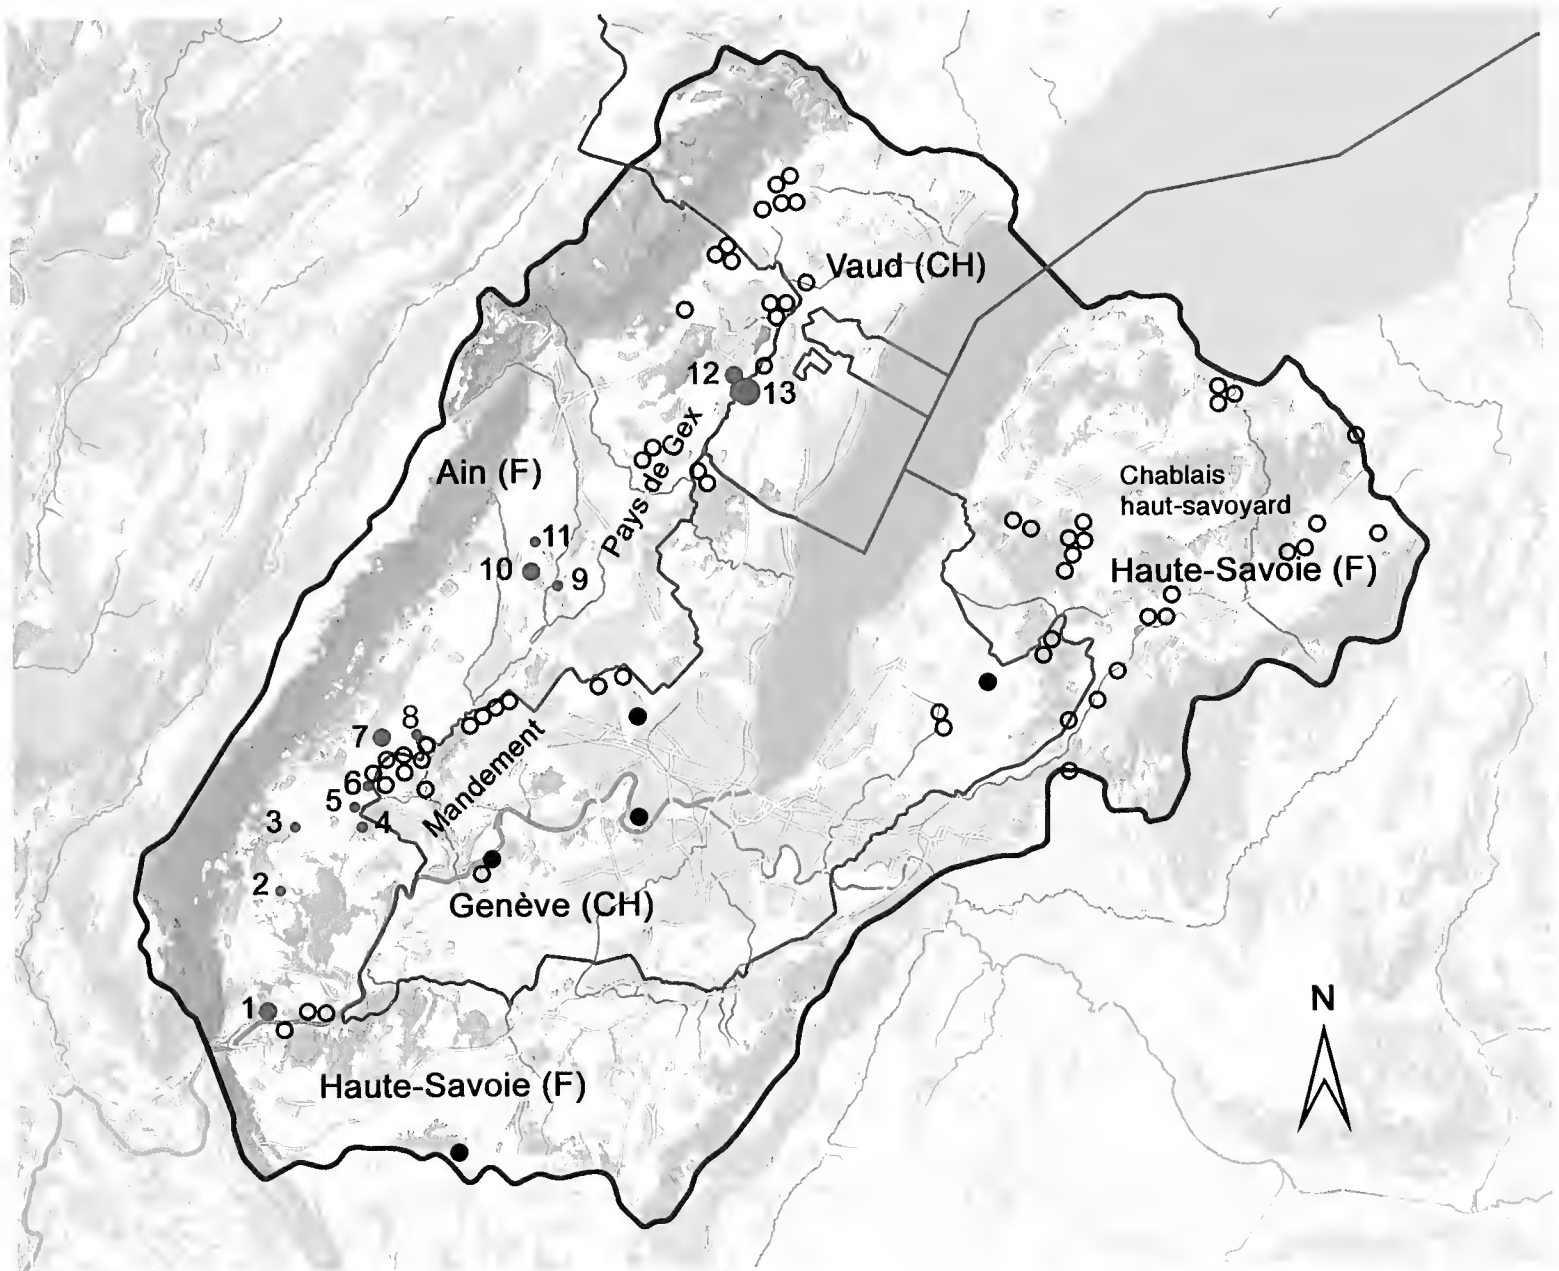 Vaud (CH)
12
13
Ain (F)
Pays de Gex
Chablais
haut-savoyard
Haute-Savoie (F)
11
10
9
8
7
6
5
4
3
Mandement
2
Genève (CH)
1
N
Haute-Savoie (F)